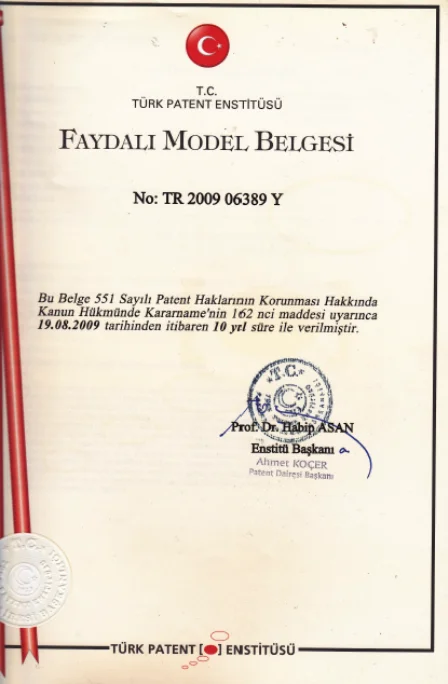 T.C.
TÜRK PATENT ENSTİTÜSÜ
FAYDALI MODEL BELGESİ
No: TR 2009 06389 Y
Bu Belge 551 Sayılı Patent Haklarının Korunması Hakkında
Kanun Hükmünde Kararname'nin 162 nci maddesi uyarınca
19.08.2009 tarihinden itibaren 10 yıl süre ile verilmiştir.
T.C.
Prof. Dr. Habip ASAN
Enstitü Başkanı a
Ahmet KOÇER
Patent Dairesi Başkanı
T.C.
TÜRK PATENT ENSTİTÜSÜ